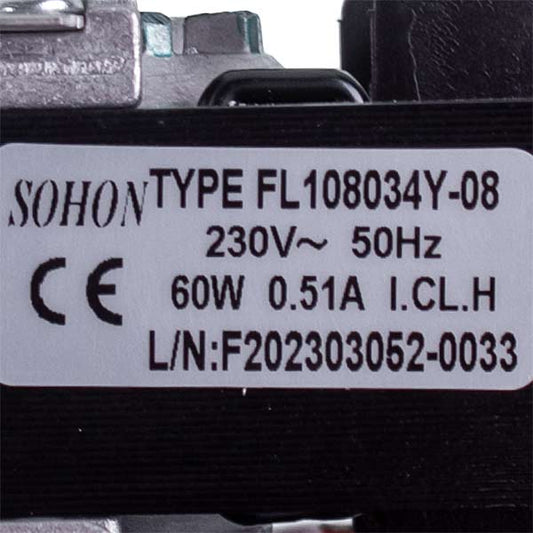 SOHON TYPE FL108034Y-08
230V~ 50Hz
CE 60W 0.51A I.CL.H
L/N:F202303052-0033